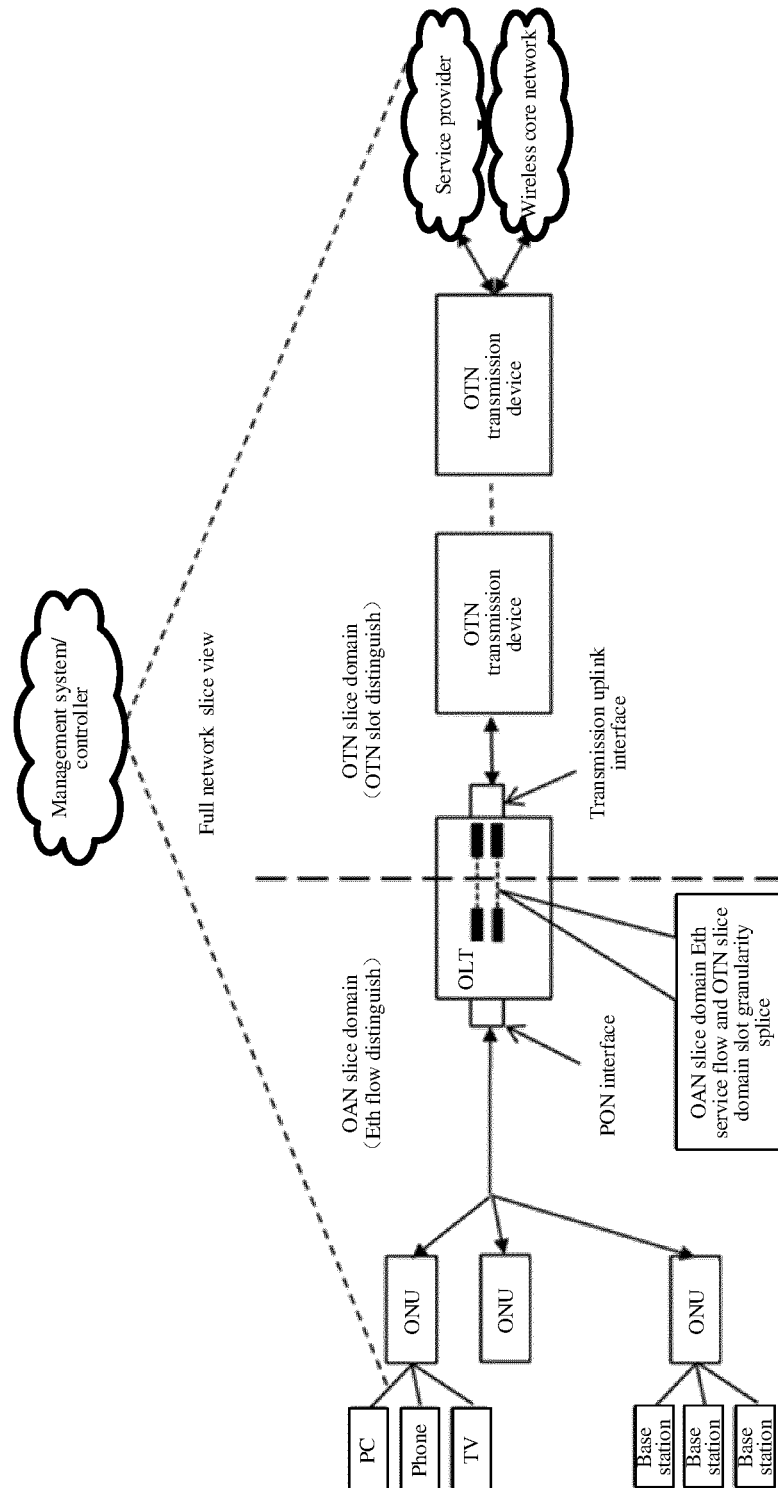 Management system/
controller
Full network slice view
OAN slice domain
(Eth flow distinguish)
OTN slice domain
(OTN slot distinguish)
PC
Phone
TV
ONU
ONU
ONU
Base
station
Base
station
Base
station
OLT
PON interface
Transmission uplink
interface
OAN slice domain Eth
service flow and OTN slice
domain slot granularity
splice
OTN
transmission
device
OTN
transmission
device
Service provider
Wireless core network